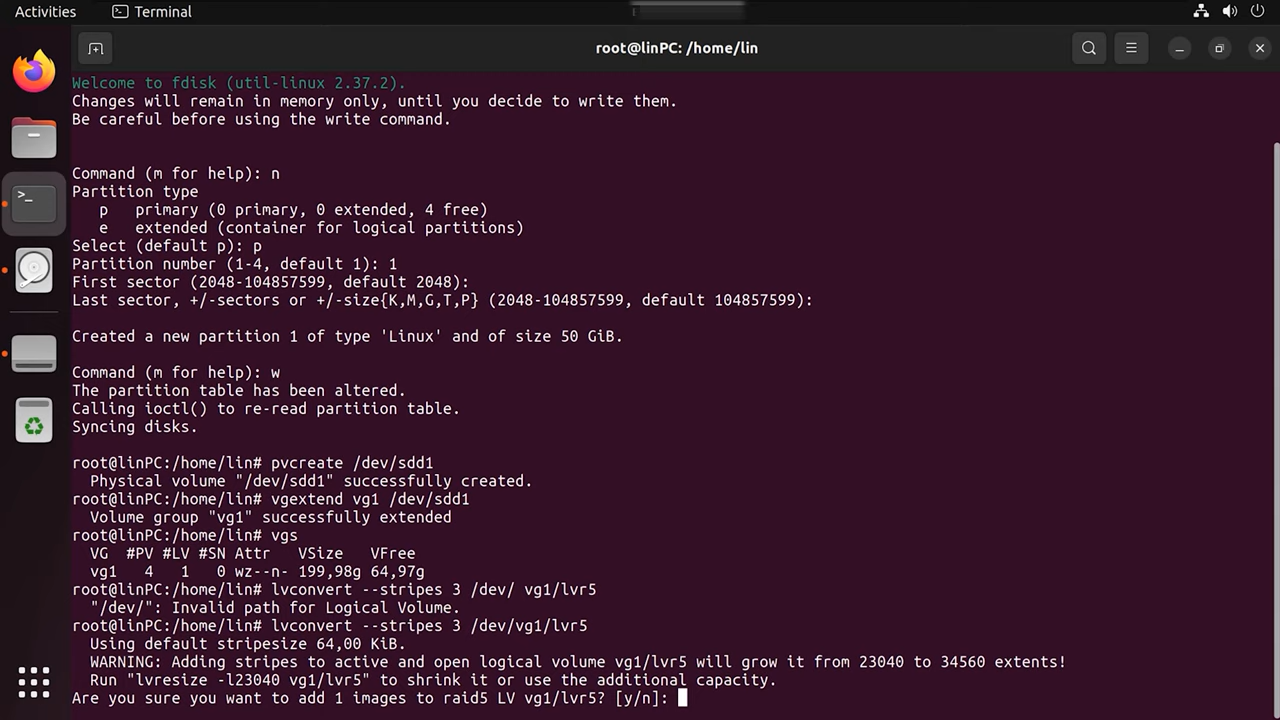 Activities
Terminal
root@linPC: /home/lin
Welcome to fdisk (util-linux 2.37.2).
Changes will remain in memory only, until you decide to write them.
Be careful before using the write command.
Command (m for help): n
Partition type
p   primary (0 primary, 0 extended, 4 free)
e   extended (container for logical partitions)
Select (default p): p
Partition number (1-4, default 1): 1
First sector (2048-104857599, default 2048):
Last sector, +/-sectors or +/-size{K,M,G,T,P} (2048-104857599, default 104857599):
Created a new partition 1 of type 'Linux' and of size 50 GiB.
Command (m for help): w
The partition table has been altered.
Calling ioctl() to re-read partition table.
Syncing disks.
root@linPC:/home/lin# pvcreate /dev/sdd1
Physical volume "/dev/sdd1" successfully created.
root@linPC:/home/lin# vgextend vg1 /dev/sdd1
Volume group "vg1" successfully extended
root@linPC:/home/lin# vgs
VG  #PV #LV #SN Attr   VSize   VFree
vg1   4   1   0 wz--n- 199,98g 64,97g
root@linPC:/home/lin# lvconvert --stripes 3 /dev/ vg1/lvr5
"/dev/": Invalid path for Logical Volume.
root@linPC:/home/lin# lvconvert --stripes 3 /dev/vg1/lvr5
Using default stripesize 64,00 KiB.
WARNING: Adding stripes to active and open logical volume vg1/lvr5 will grow it from 23040 to 34560 extents!
Run "lvresize -l23040 vg1/lvr5" to shrink it or use the additional capacity.
Are you sure you want to add 1 images to raid5 LV vg1/lvr5? [y/n]: